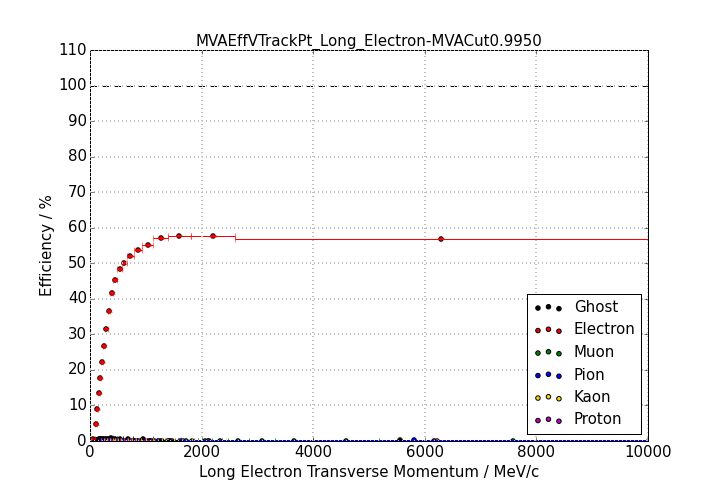 MVAEffVTrackPt_Long_Electron-MVACut0.9950
110
100
90
80
70
60
50
40
30
20
10
0
Efficiency / %
Ghost
Electron
Muon
Pion
Kaon
Proton
0 2000 4000 6000 8000 10000
Long Electron Transverse Momentum / MeV/c